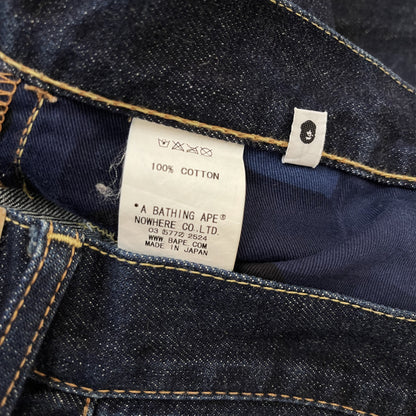 100% COTTON
*A BATHING APE®
NOWHERE CO.,LTD.
03 (5772) 2524
WWW.BAPE.COM
MADE IN JAPAN